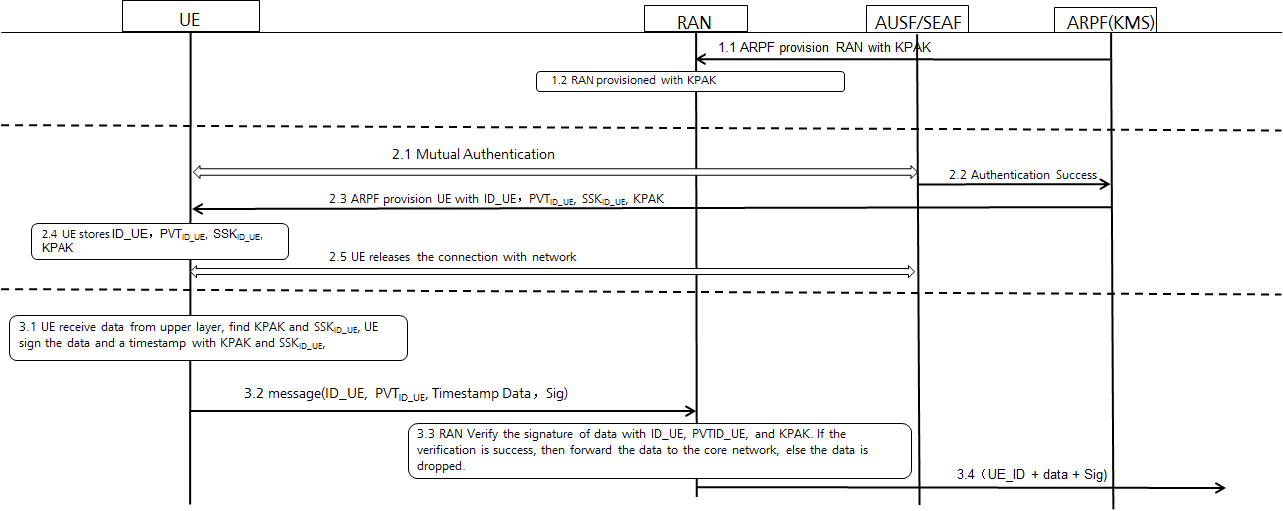 UE
RAN
AUSF/SEAF
ARPF(KMS)
1.1 ARPF provision RAN with KPAK
1.2 RAN provisioned with KPAK
2.1 Mutual Authentication
2.2 Authentication Success
2.3 ARPF provision UE with ID_UE，PVTID_UE, SSKID_UE, KPAK
2.4 UE stores ID_UE，PVTID_UE, SSKID_UE,
KPAK
2.5 UE releases the connection with network
3.1 UE receive data from upper layer, find KPAK and SSKID_UE, UE
sign the data and a timestamp with KPAK and SSKID_UE,
3.2 message(ID_UE, PVTID_UE, Timestamp Data，Sig)
3.3 RAN Verify the signature of data with ID_UE, PVTID_UE, and KPAK. If the
verification is success, then forward the data to the core network, else the data is
dropped.
3.4（UE_ID + data + Sig)